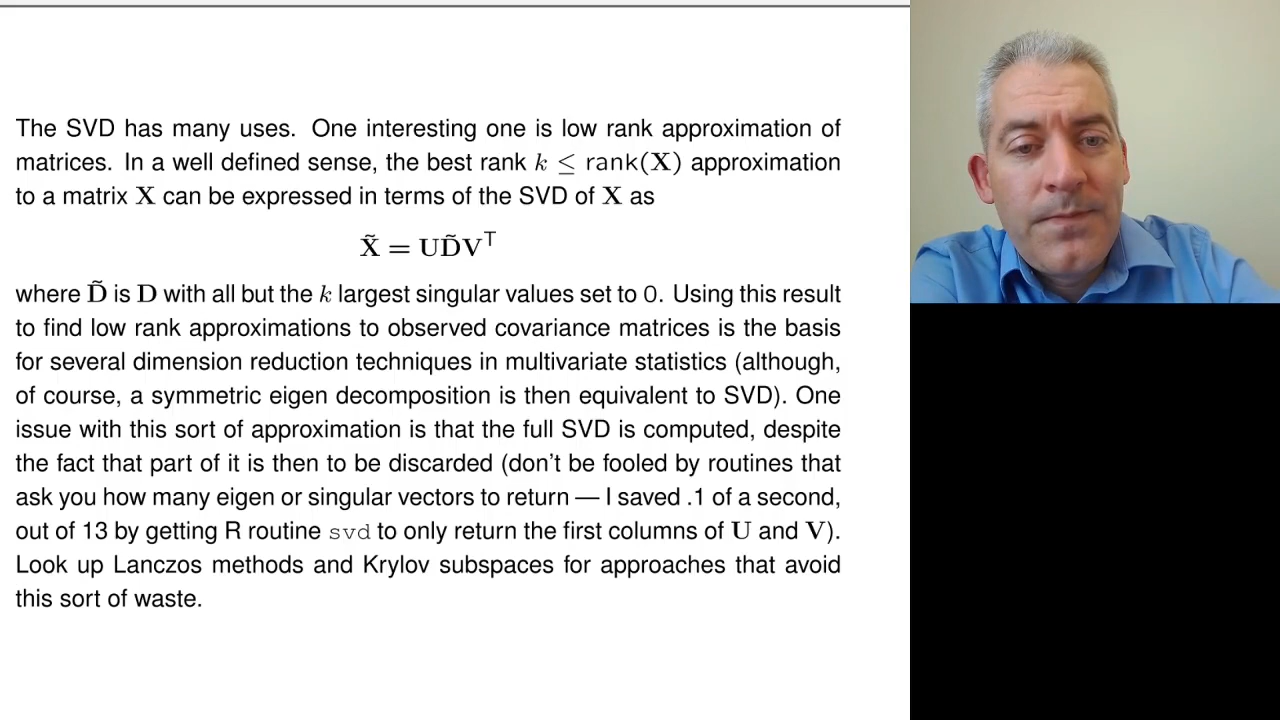 The SVD has many uses. One interesting one is low rank approximation of
matrices. In a well defined sense, the best rank k ≤ rank(X) approximation
to a matrix X can be expressed in terms of the SVD of X as
X̃ = UD̃Vᵀ
where D̃ is D with all but the k largest singular values set to 0. Using this result
to find low rank approximations to observed covariance matrices is the basis
for several dimension reduction techniques in multivariate statistics (although,
of course, a symmetric eigen decomposition is then equivalent to SVD). One
issue with this sort of approximation is that the full SVD is computed, despite
the fact that part of it is then to be discarded (don't be fooled by routines that
ask you how many eigen or singular vectors to return — I saved .1 of a second,
out of 13 by getting R routine svd to only return the first columns of U and V).
Look up Lanczos methods and Krylov subspaces for approaches that avoid
this sort of waste.